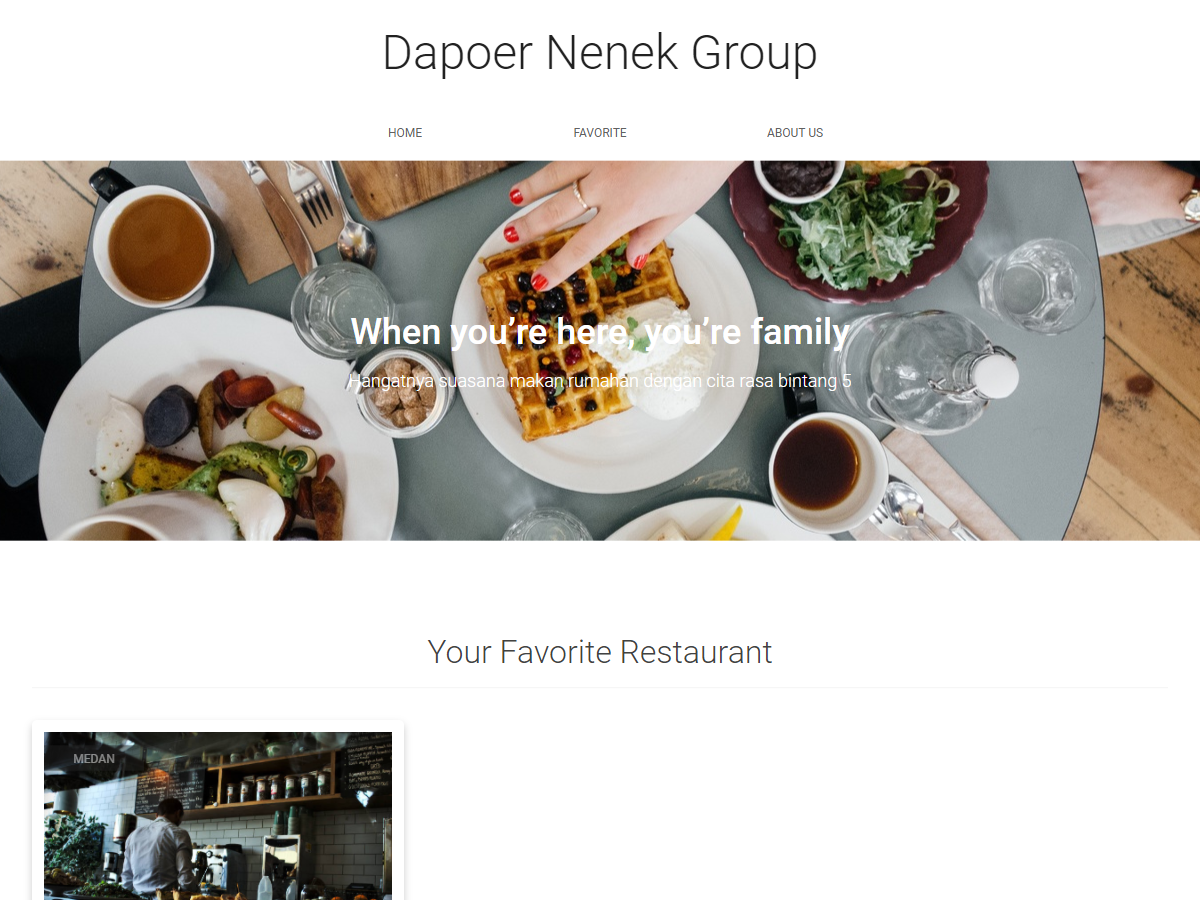 Dapoer Nenek Group
HOME
FAVORITE
ABOUT US
When you’re here, you’re family
Hangatnya suasana makan rumahan dengan cita rasa bintang 5
Your Favorite Restaurant
MEDAN